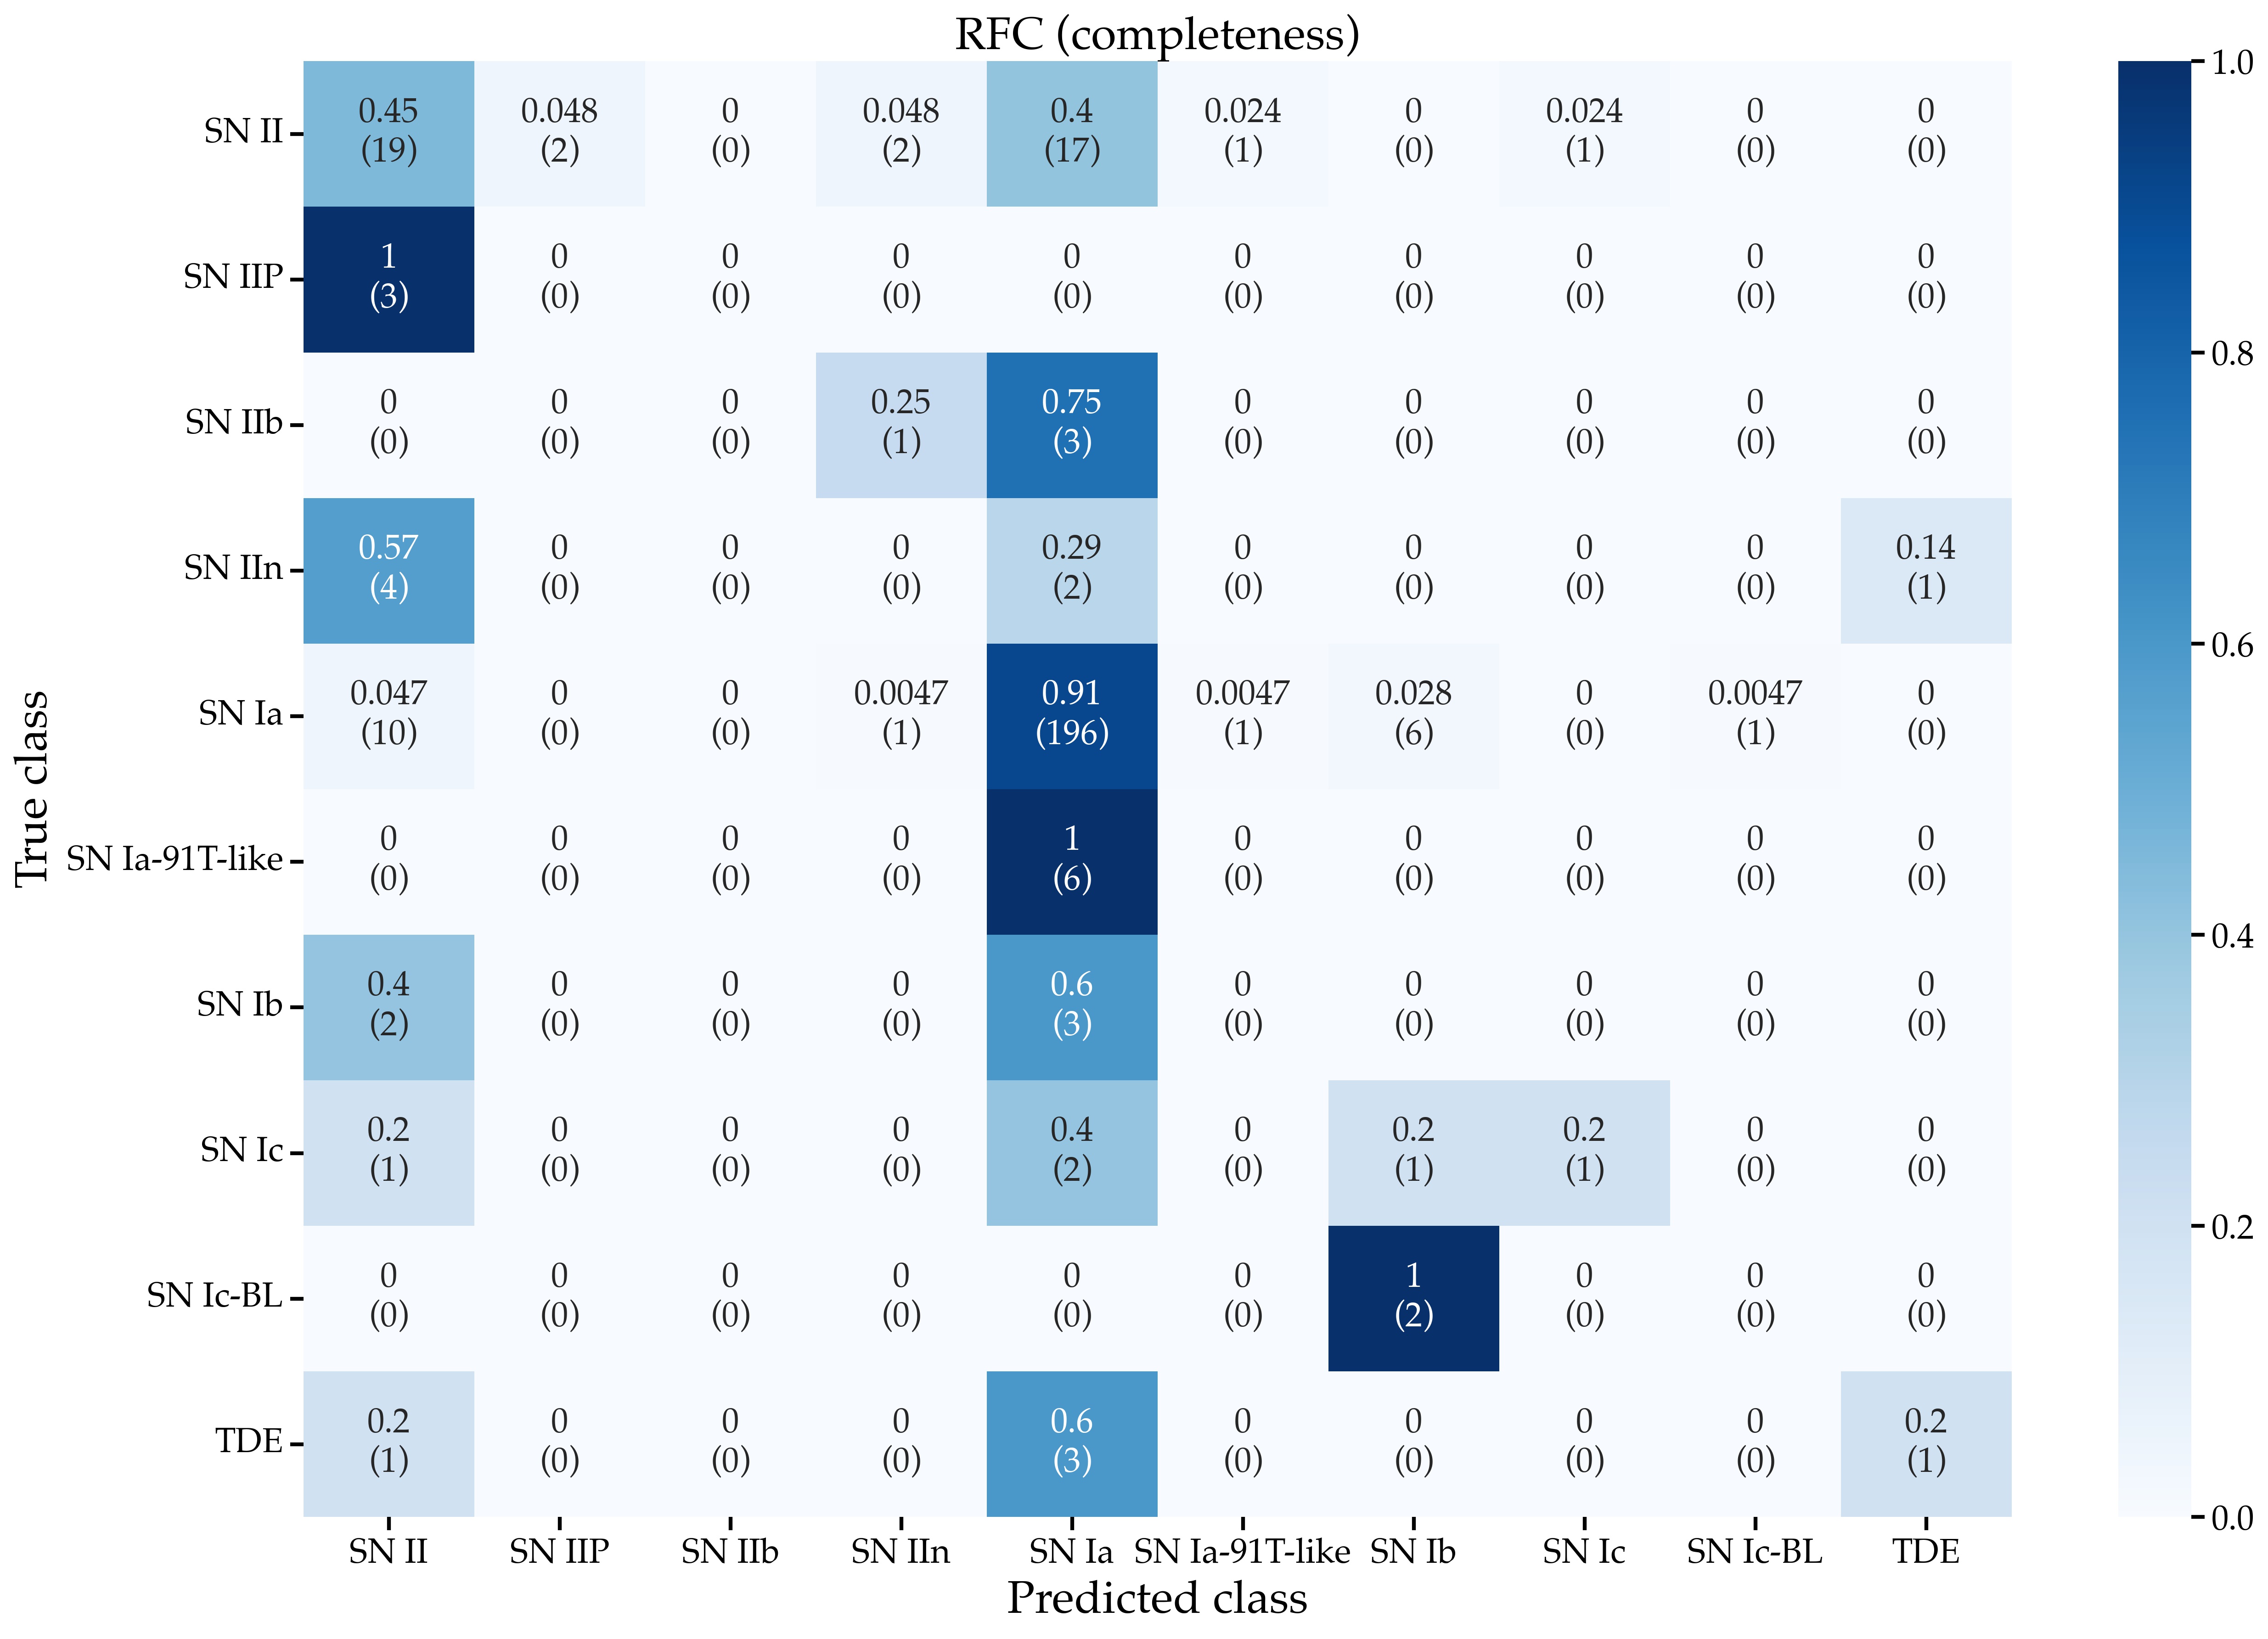 RFC (completeness)
SN II 0.45 0.048 0 0.048 0.4 0.024 0 0.024 0 0
(19) (2) (0) (2) (17) (1) (0) (1) (0) (0)
SN IIP 1 0 0 0 0 0 0 0 0 0
(3) (0) (0) (0) (0) (0) (0) (0) (0) (0)
SN IIb 0 0 0 0.25 0.75 0 0 0 0 0
(0) (0) (0) (1) (3) (0) (0) (0) (0) (0)
SN IIn 0.57 0 0 0 0.29 0 0 0 0 0.14
(4) (0) (0) (0) (2) (0) (0) (0) (0) (1)
SN Ia 0.047 0 0 0.0047 0.91 0.0047 0.028 0 0.0047 0
(10) (0) (0) (1) (196) (1) (6) (0) (1) (0)
SN Ia-91T-like 0 0 0 0 1 0 0 0 0 0
(0) (0) (0) (0) (6) (0) (0) (0) (0) (0)
SN Ib 0.4 0 0 0 0.6 0 0 0 0 0
(2) (0) (0) (0) (3) (0) (0) (0) (0) (0)
SN Ic 0.2 0 0 0 0.4 0 0.2 0.2 0 0
(1) (0) (0) (0) (2) (0) (1) (1) (0) (0)
SN Ic-BL 0 0 0 0 0 0 1 0 0 0
(0) (0) (0) (0) (0) (0) (2) (0) (0) (0)
TDE 0.2 0 0 0 0.6 0 0 0 0 0.2
(1) (0) (0) (0) (3) (0) (0) (0) (0) (1)
SN II SN IIP SN IIb SN IIn SN Ia SN Ia-91T-like SN Ib SN Ic SN Ic-BL TDE
Predicted class
True class
1.0
0.8
0.6
0.4
0.2
0.0